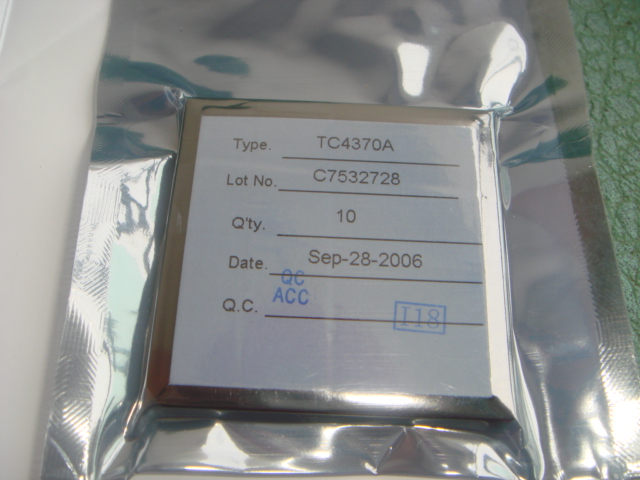 Type. TC4370A
Lot No. C7532728
Q'ty. 10
Date. Sep-28-2006
QC
Q.C. ACC
I18